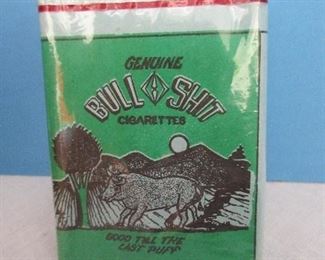 GENUINE
BULL SHIT
CIGARETTES
GOOD TILL THE
LAST PUFF